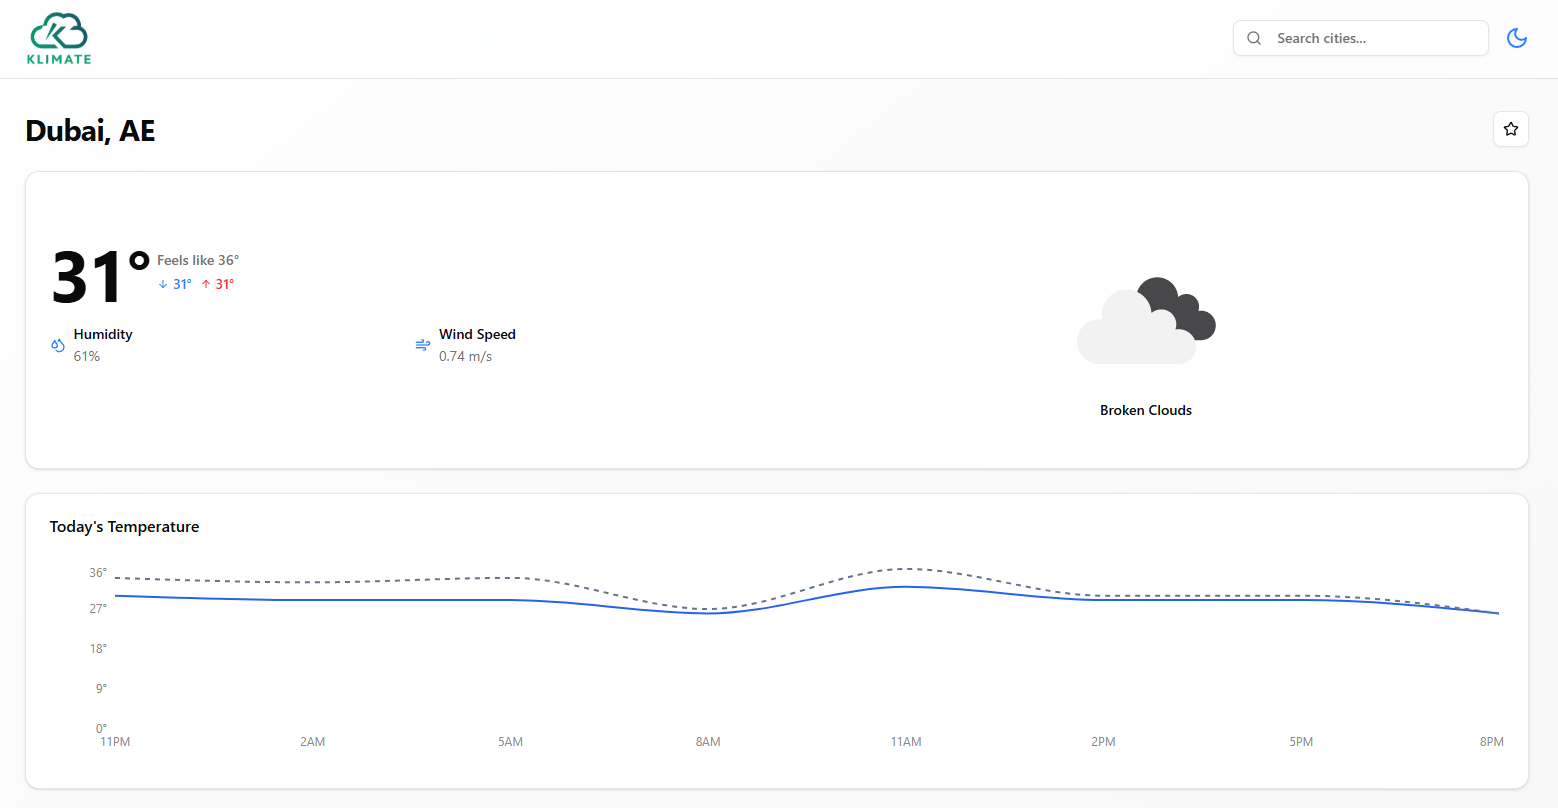 KLIMATE
Search cities...
Dubai, AE
31°
Feels like 36°
↓ 31° ↑ 31°
Humidity
61%
Wind Speed
0.74 m/s
Broken Clouds
Today's Temperature
36°
27°
18°
9°
0°
11PM 2AM 5AM 8AM 11AM 2PM 5PM 8PM